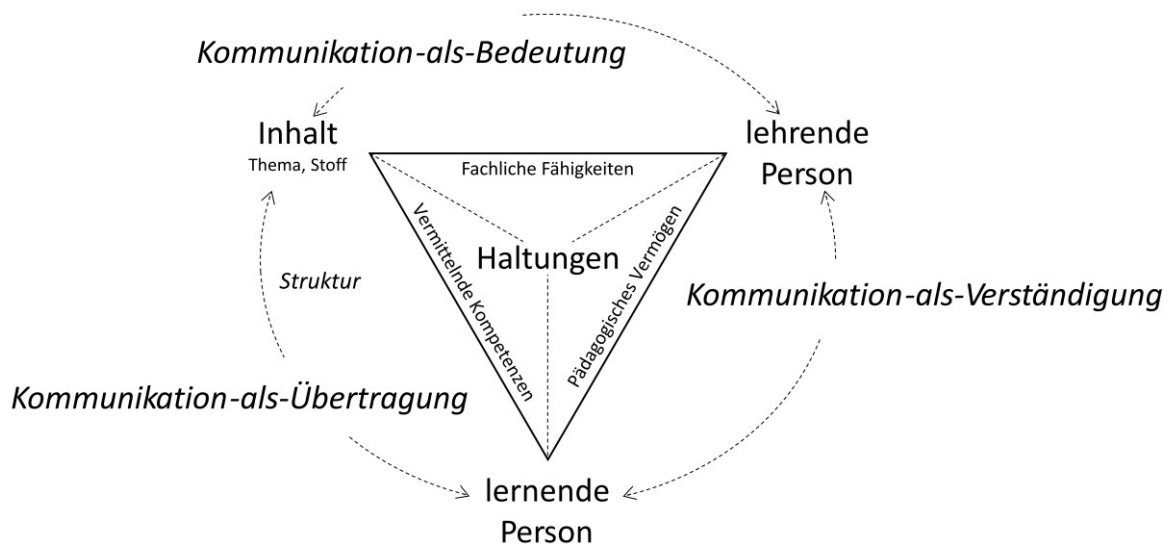 Kommunikation-als-Bedeutung
Inhalt
Thema, Stoff
lehrende
Person
Fachliche Fähigkeiten
Vermittelnde Kompetenzen
Haltungen
Pädagogisches Vermögen
Struktur
Kommunikation-als-Verständigung
Kommunikation-als-Übertragung
lernende
Person